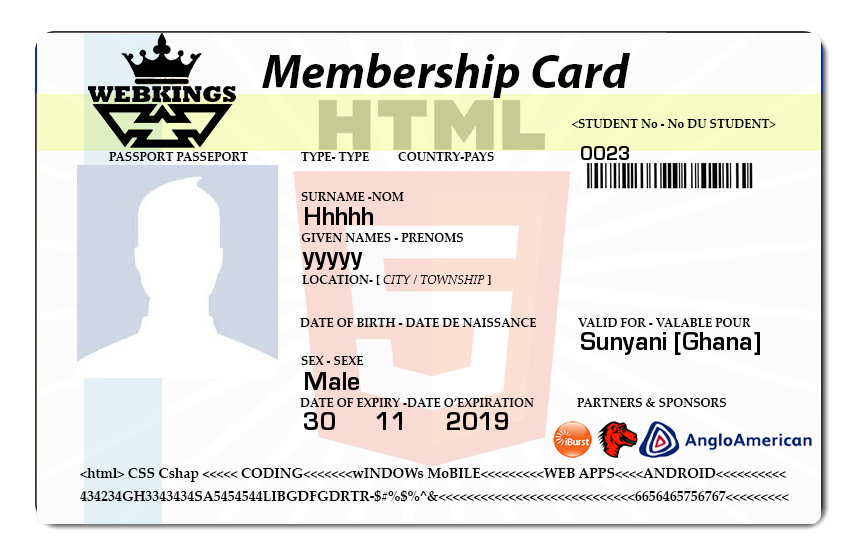 Membership Card
WEBKINGS
HTML
<STUDENT No - No DU STUDENT>
0023
PASSPORT PASSEPORT
TYPE- TYPE
COUNTRY-PAYS
SURNAME -NOM
Hhhhh
GIVEN NAMES - PRENOMS
yyyyy
LOCATION- [ CITY / TOWNSHIP ]
DATE OF BIRTH - DATE DE NAISSANCE
VALID FOR - VALABLE POUR
Sunyani [Ghana]
SEX - SEXE
Male
DATE OF EXPIRY -DATE O'EXPIRATION
30 11 2019
PARTNERS & SPONSORS
iBurst
AngloAmerican
<html> CSS Cshap <<<<< CODING<<<<<<<wINDOWs MoBILE<<<<<<<<<WEB APPS<<<<ANDROID<<<<<<<<<<
434234GH3343434SA5454544LIBGDFGDRTR-$#%$%^&<<<<<<<<<<<<<<<<<<<<<<<<<<<<6656465756767<<<<<<<<<